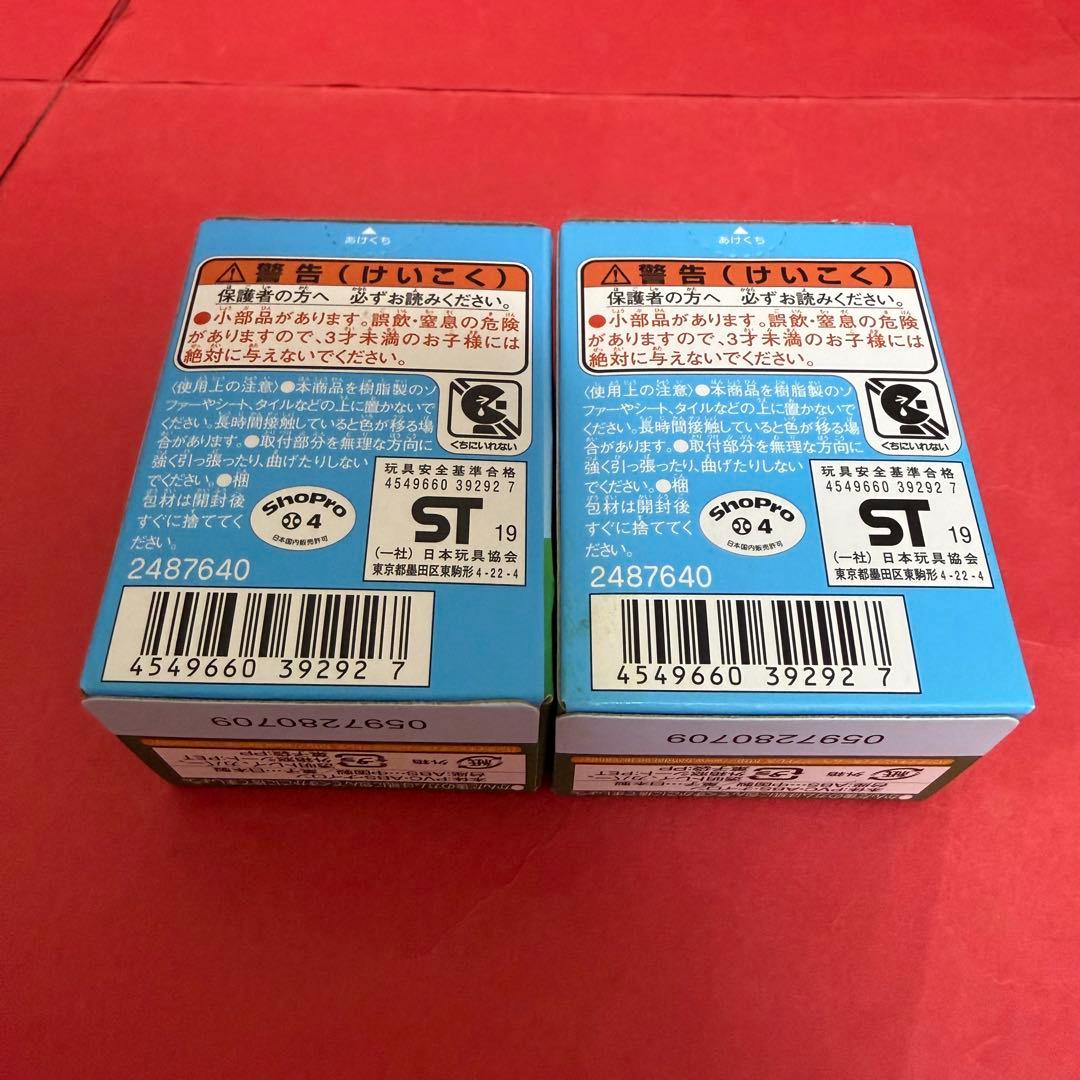 あけくち
警告(けいこく)
保護者の方へ 必ずお読みください。
●小部品があります。誤飲・窒息の危険
がありますので、3才未満のお子様には
絶対に与えないでください。
〈使用上の注意〉●本商品を樹脂製のソ
ファーやシート、タイルなどの上に置かないで
ください。長時間接触していると色が移る場
合があります。●取付部分を無理な方向に
強く引っ張ったり、曲げたりしない
でください。●梱
包材は開封後
すぐに捨ててく
ださい。
くちにいれない
ShoPro
4
日本国内販売許可
玩具安全基準合格
4549660 39292 7
ST 19
(一社) 日本玩具協会
東京都墨田区東駒形4-22-4
2487640
4549660 392927
0597280709
あけくち
警告(けいこく)
保護者の方へ 必ずお読みください。
●小部品があります。誤飲・窒息の危険
がありますので、3才未満のお子様には
絶対に与えないでください。
〈使用上の注意〉●本商品を樹脂製のソ
ファーやシート、タイルなどの上に置かないで
ください。長時間接触していると色が移る場
合があります。●取付部分を無理な方向に
強く引っ張ったり、曲げたりしない
でください。●梱
包材は開封後
すぐに捨ててく
ださい。
くちにいれない
ShoPro
4
日本国内販売許可
玩具安全基準合格
4549660 39292 7
ST 19
(一社) 日本玩具協会
東京都墨田区東駒形4-22-4
2487640
4549660 392927
0597280709
紙
外箱